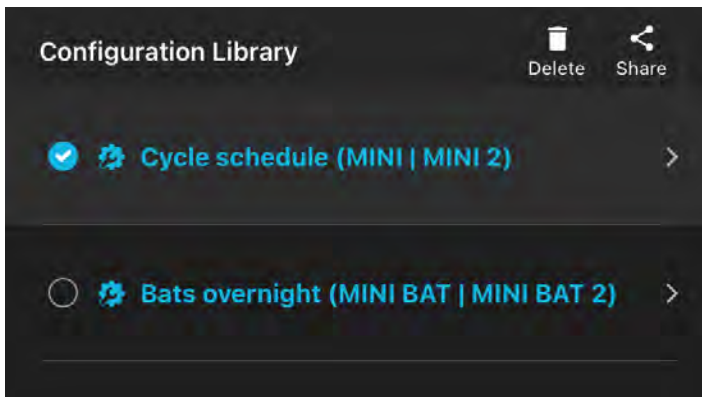 Configuration Library
Delete Share
Cycle schedule (MINI | MINI 2)
Bats overnight (MINI BAT | MINI BAT 2)